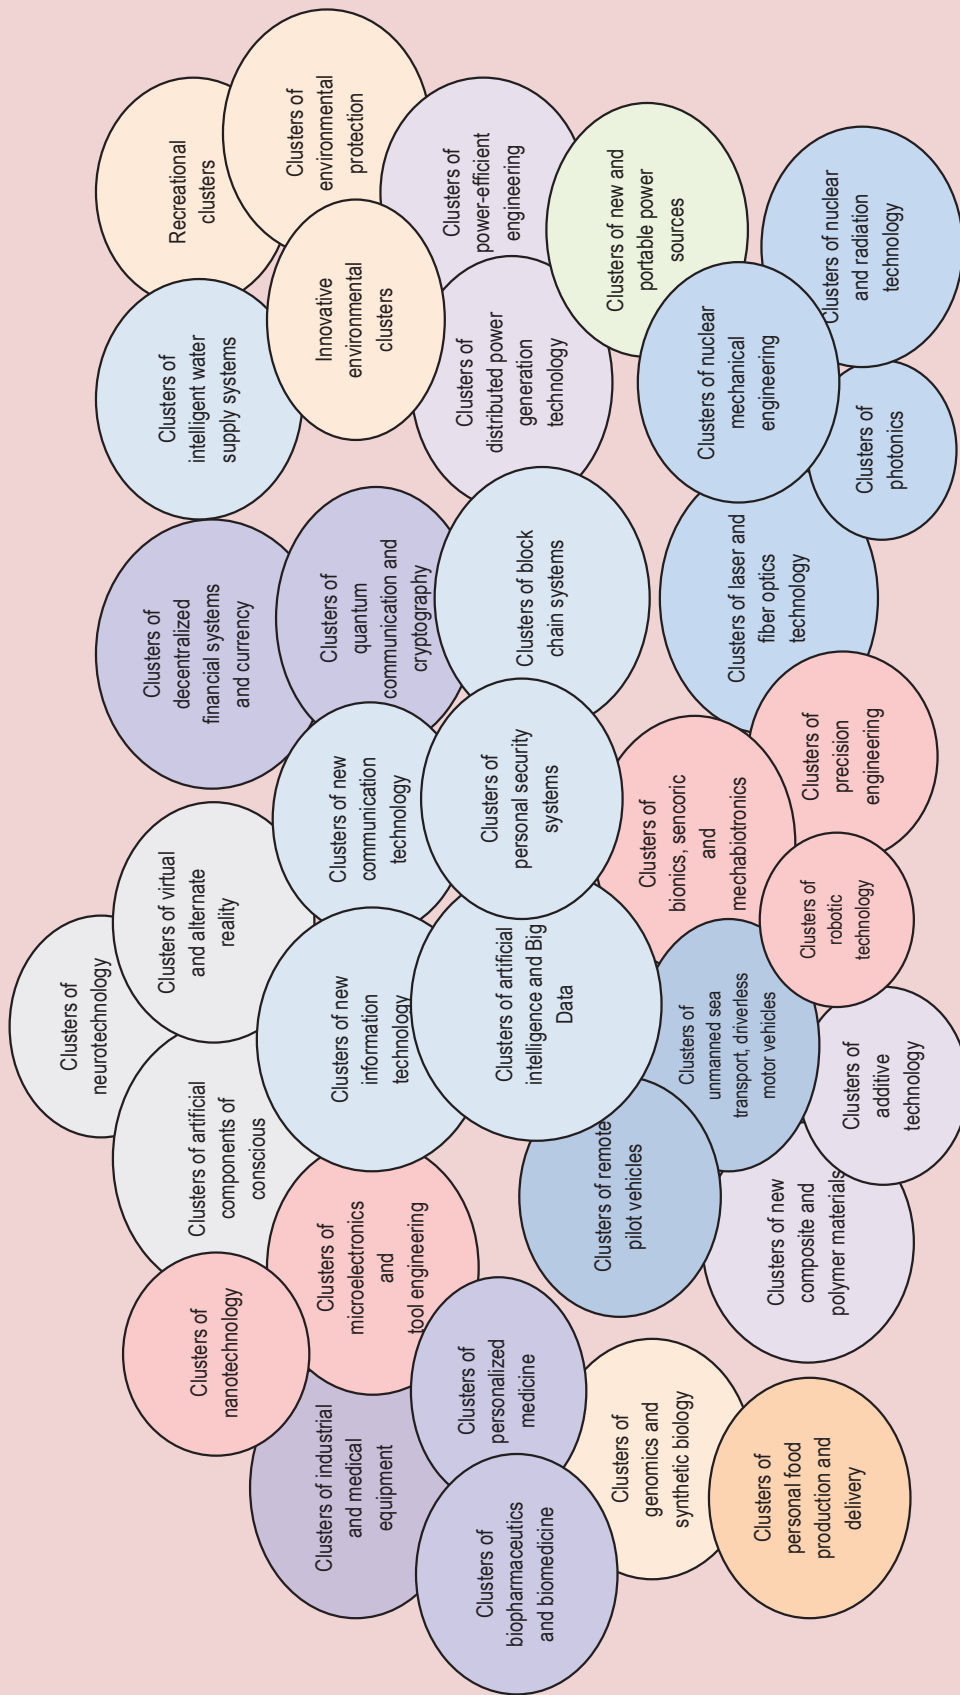 Clusters of
neurotechnology
Clusters of artificial
components of
conscious
Clusters of virtual
and alternate
reality
Clusters of
nanotechnology
Clusters of
microelectronics
and
tool engineering
Clusters of new
information
technology
Clusters of new
communication
technology
Clusters of
decentralized
financial systems
and currency
Clusters of
quantum
communication and
cryptography
Clusters of
intelligent water
supply systems
Recreational
clusters
Clusters of
environmental
protection
Innovative
environmental
clusters
Clusters of industrial
and medical
equipment
Clusters of
personalized
medicine
Clusters of
biopharmaceutics
and biomedicine
Clusters of artificial
intelligence and Big
Data
Clusters of
personal security
systems
Clusters of block
chain systems
Clusters of
distributed power
generation
technology
Clusters of
power-efficient
engineering
Clusters of
genomics and
synthetic biology
Clusters of remote
pilot vehicles
Clusters of
unmanned sea
transport, driverless
motor vehicles
Clusters of
bionics, sencoric
and
mechabiotronics
Clusters of laser and
fiber optics
technology
Clusters of nuclear
mechanical
engineering
Clusters of new and
portable power
sources
Clusters of
personal food
production and
delivery
Clusters of new
composite and
polymer materials
Clusters of
additive
technology
Clusters of
robotic
technology
Clusters of
precision
engineering
Clusters of
photonics
Clusters of nuclear
and radiation
technology